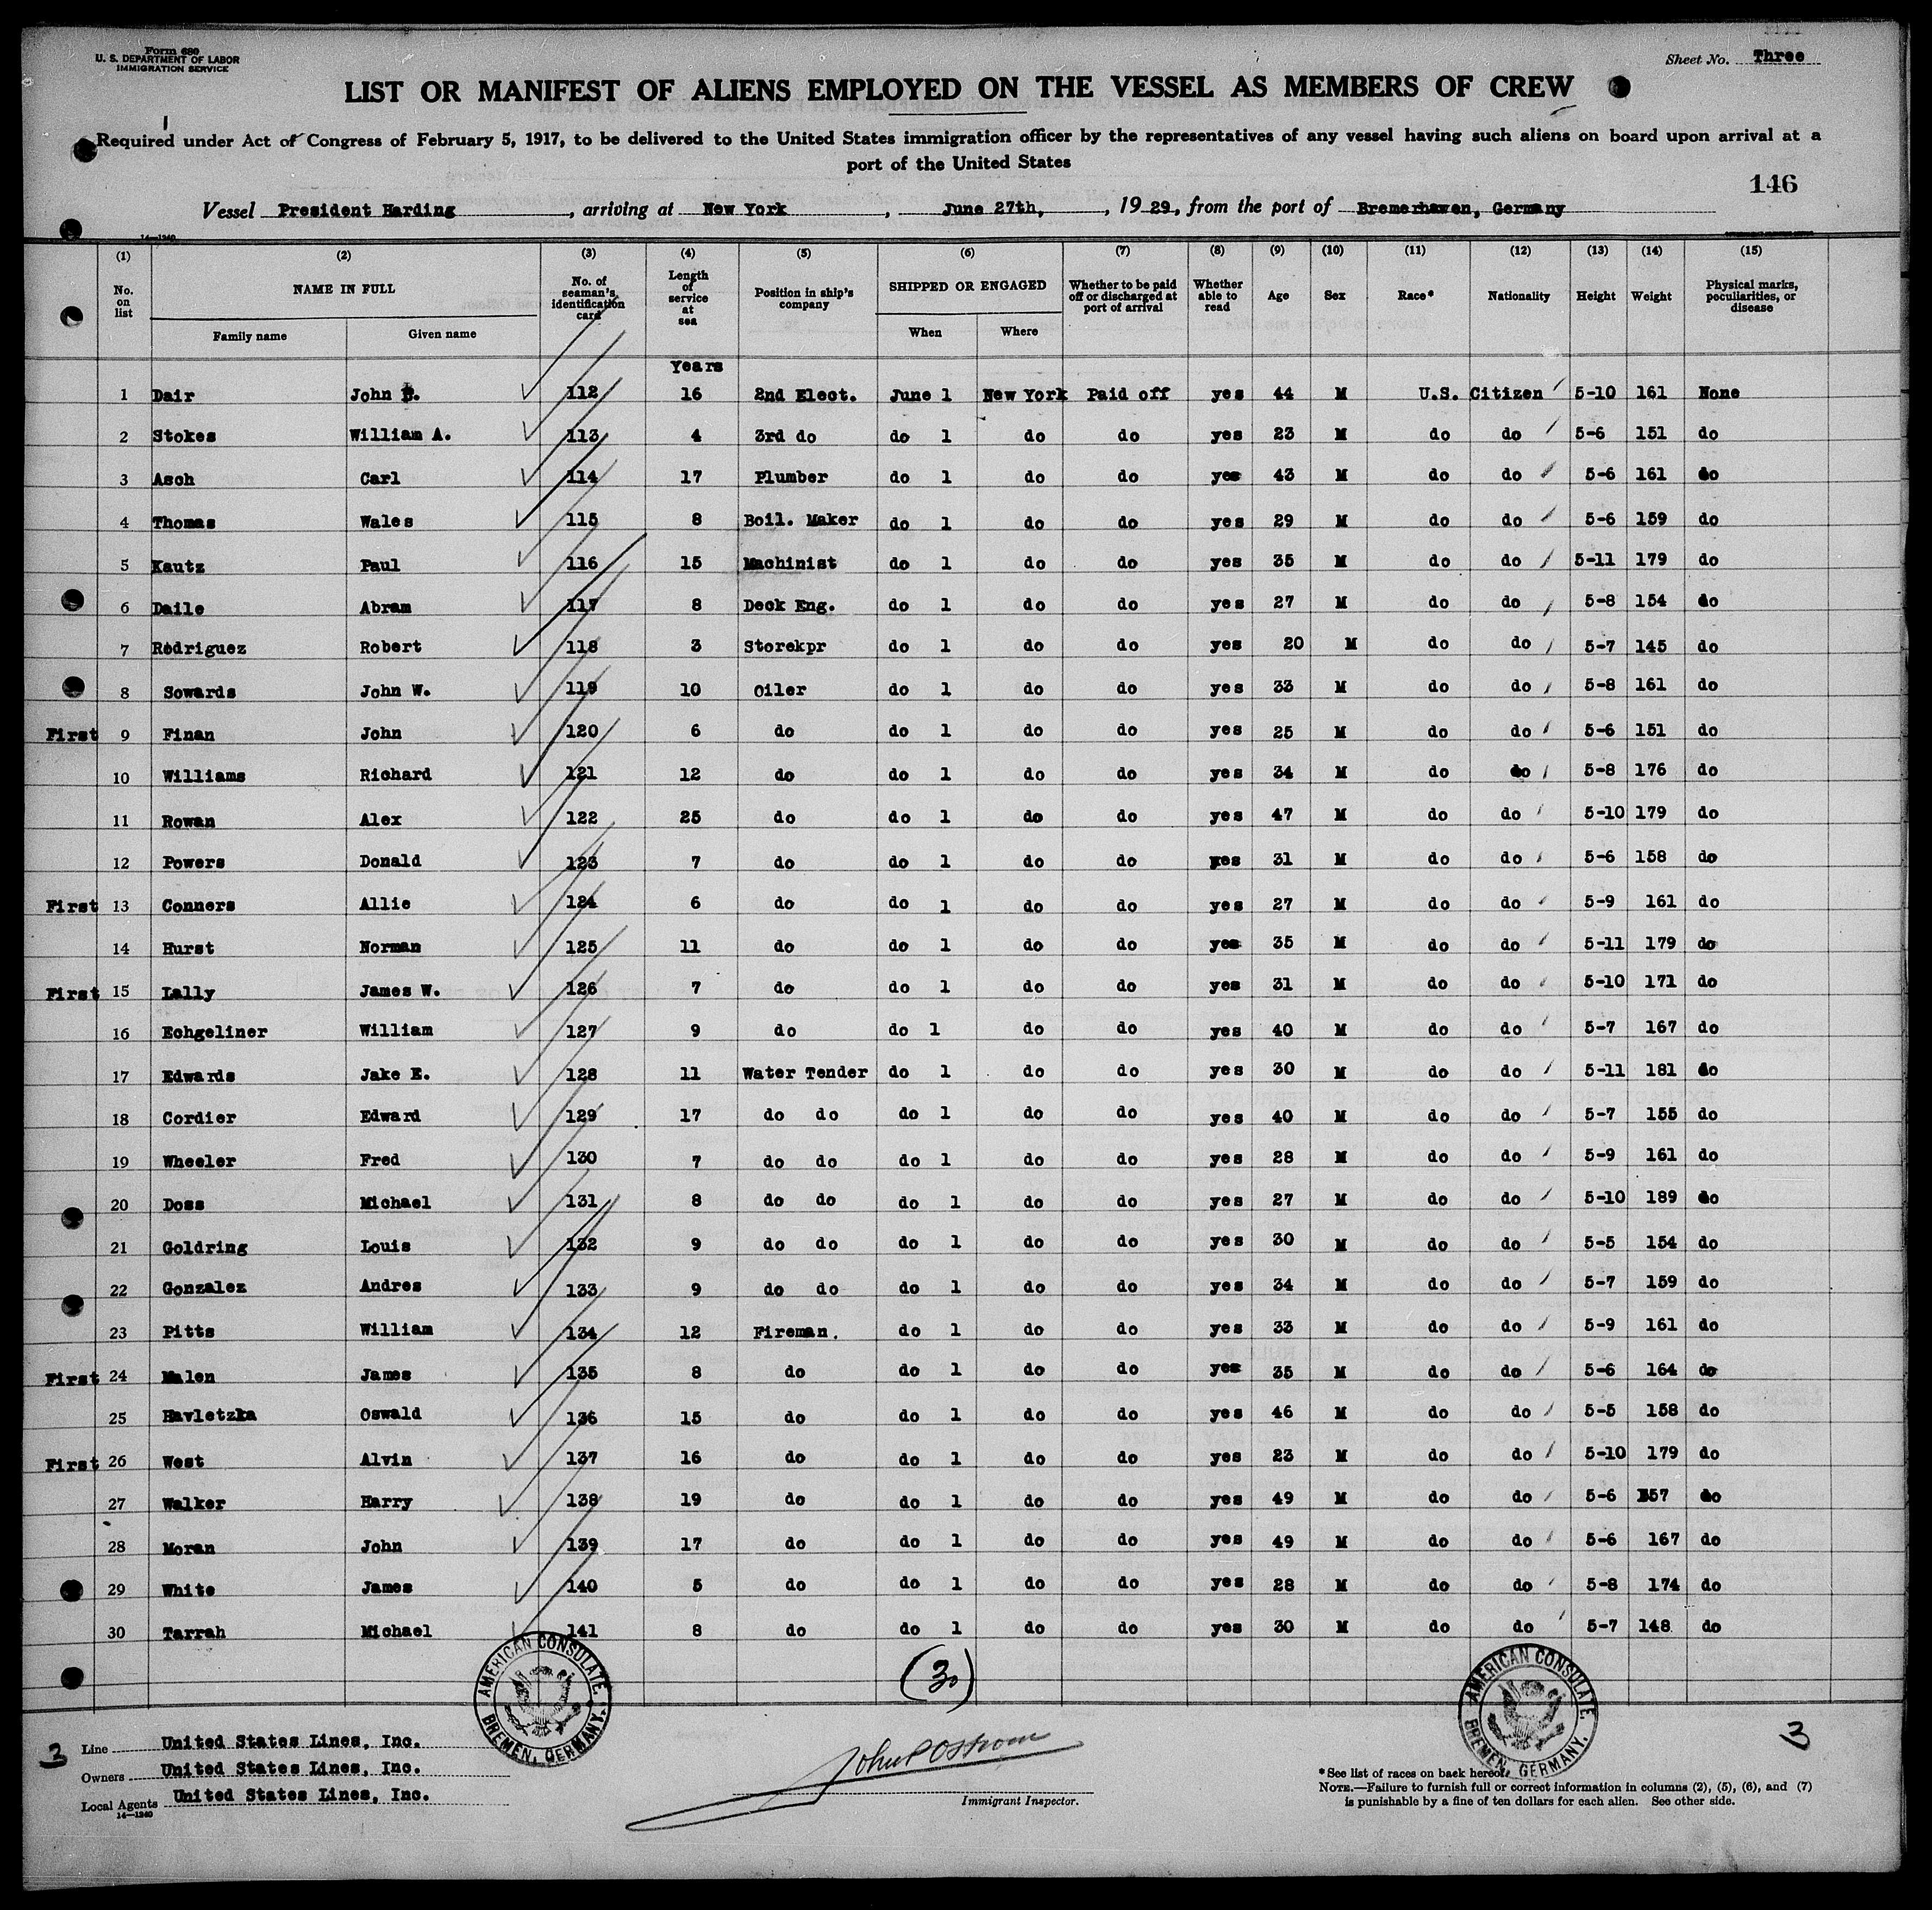 Form 680
U. S. DEPARTMENT OF LABOR
IMMIGRATION SERVICE
Sheet No. Three
LIST OR MANIFEST OF ALIENS EMPLOYED ON THE VESSEL AS MEMBERS OF CREW
Required under Act of Congress of February 5, 1917, to be delivered to the United States immigration officer by the representatives of any vessel having such aliens on board upon arrival at a
port of the United States
146
Vessel President Harding, arriving at New York, June 27th, 1929, from the port of Bremerhaven, Germany
14—1240
(1) (2) (3) (4) (5) (6) (7) (8) (9) (10) (11) (12) (13) (14) (15)
No. on list NAME IN FULL Family name Given name No. of seaman's identification card Length of service at sea Position in ship's company SHIPPED OR ENGAGED When Where Whether to be paid off or discharged at port of arrival Whether able to read Age Sex Race* Nationality Height Weight Physical marks, peculiarities, or disease
Years
1 Dair John 112 16 2nd Elect. June 1 New York Paid off yes 44 M U.S. Citizen 5-10 161 None
2 Stokes William A. 113 4 3rd do do 1 do do yes 23 M do do 5-6 151 do
3 Asch Carl 114 17 Plumber do 1 do do yes 43 M do do 5-6 161 do
4 Thomas Wales 115 8 Boil. Maker do 1 do do yes 29 M do do 5-6 159 do
5 Kautz Paul 116 15 Machinist do 1 do do yes 35 M do do 5-11 179 do
6 Daile Abram 117 8 Deck Eng. do 1 do do yes 27 M do do 5-8 154 do
7 Rodriguez Robert 118 3 Storekpr do 1 do do yes 20 M do do 5-7 145 do
8 Sowards John W. 119 10 Oiler do 1 do do yes 33 M do do 5-8 161 do
First 9 Finan John 120 6 do do 1 do do yes 25 M do do 5-6 151 do
10 Williams Richard 121 12 do do 1 do do yes 34 M do do 5-8 176 do
11 Rowan Alex 122 25 do do 1 do do yes 47 M do do 5-10 179 do
12 Powers Donald 123 7 do do 1 do do yes 31 M do do 5-6 158 do
First 13 Conners Allie 124 6 do do 1 do do yes 27 M do do 5-9 161 do
14 Hurst Norman 125 11 do do 1 do do yes 35 M do do 5-11 179 do
First 15 Lally James W. 126 7 do do 1 do do yes 31 M do do 5-10 171 do
16 Echgeliner William 127 9 do do 1 do do yes 40 M do do 5-7 167 do
17 Edwards Jake E. 128 11 Water Tender do 1 do do yes 30 M do do 5-11 181 do
18 Cordier Edward 129 17 do do do 1 do do yes 40 M do do 5-7 155 do
19 Wheeler Fred 130 7 do do do 1 do do yes 28 M do do 5-9 161 do
20 Doss Michael 131 8 do do do 1 do do yes 27 M do do 5-10 189 do
21 Goldring Louis 132 9 do do do 1 do do yes 30 M do do 5-5 154 do
22 Gonzalez Andres 133 9 do do do 1 do do yes 34 M do do 5-7 159 do
23 Pitts William 134 12 Fireman. do 1 do do yes 33 M do do 5-9 161 do
First 24 Malen James 135 8 do do 1 do do yes 35 M do do 5-6 164 do
25 Havletzka Oswald 136 15 do do 1 do do yes 46 M do do 5-5 158 do
First 26 West Alvin 137 16 do do 1 do do yes 23 M do do 5-10 179 do
27 Walker Harry 138 19 do do 1 do do yes 49 M do do 5-6 157 do
28 Moran John 139 17 do do 1 do do yes 49 M do do 5-6 167 do
29 White James 140 5 do do 1 do do yes 28 M do do 5-8 174 do
30 Tarrah Michael 141 8 do do 1 do do yes 30 M do do 5-7 148 do
(30)
AMERICAN CONSULATE. BREMEN, GERMANY.
AMERICAN CONSULATE. BREMEN, GERMANY.
3
Line United States Lines, Inc.
Owners United States Lines, Inc.
Local Agents United States Lines, Inc.
14—1240
John P Ostrom
Immigrant Inspector.
3
*See list of races on back hereof.
NOTE.—Failure to furnish full or correct information in columns (2), (5), (6), and (7)
is punishable by a fine of ten dollars for each alien. See other side.